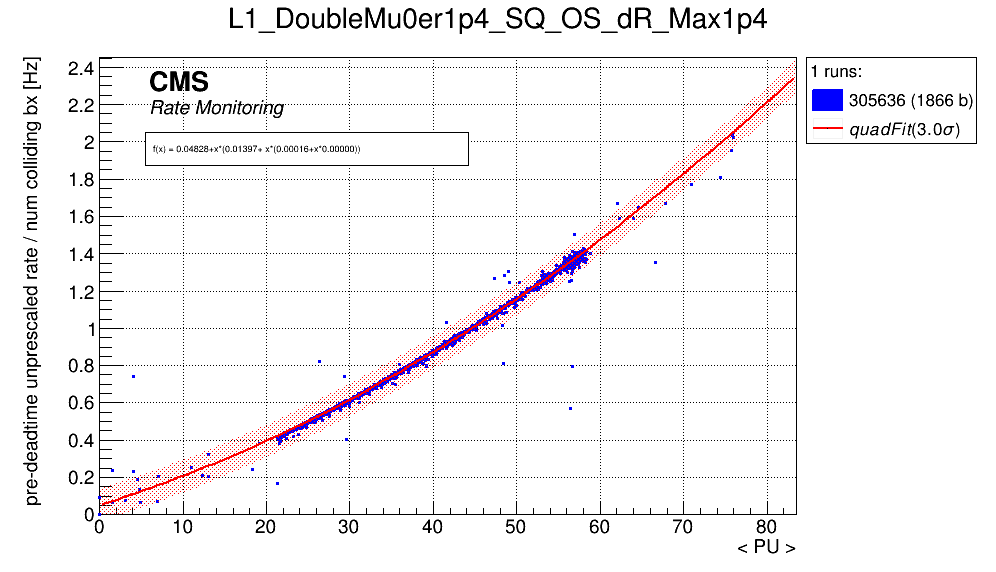 L1_DoubleMu0er1p4_SQ_OS_dR_Max1p4
pre-deadtime unprescaled rate / num colliding bx [Hz]
CMS
Rate Monitoring
f(x) = 0.04828+x*(0.01397+ x*(0.00016+x*0.00000))
1 runs:
305636 (1866 b)
quadFit(3.0σ)
2.4
2.2
2
1.8
1.6
1.4
1.2
1
0.8
0.6
0.4
0.2
0
0 10 20 30 40 50 60 70 80
< PU >